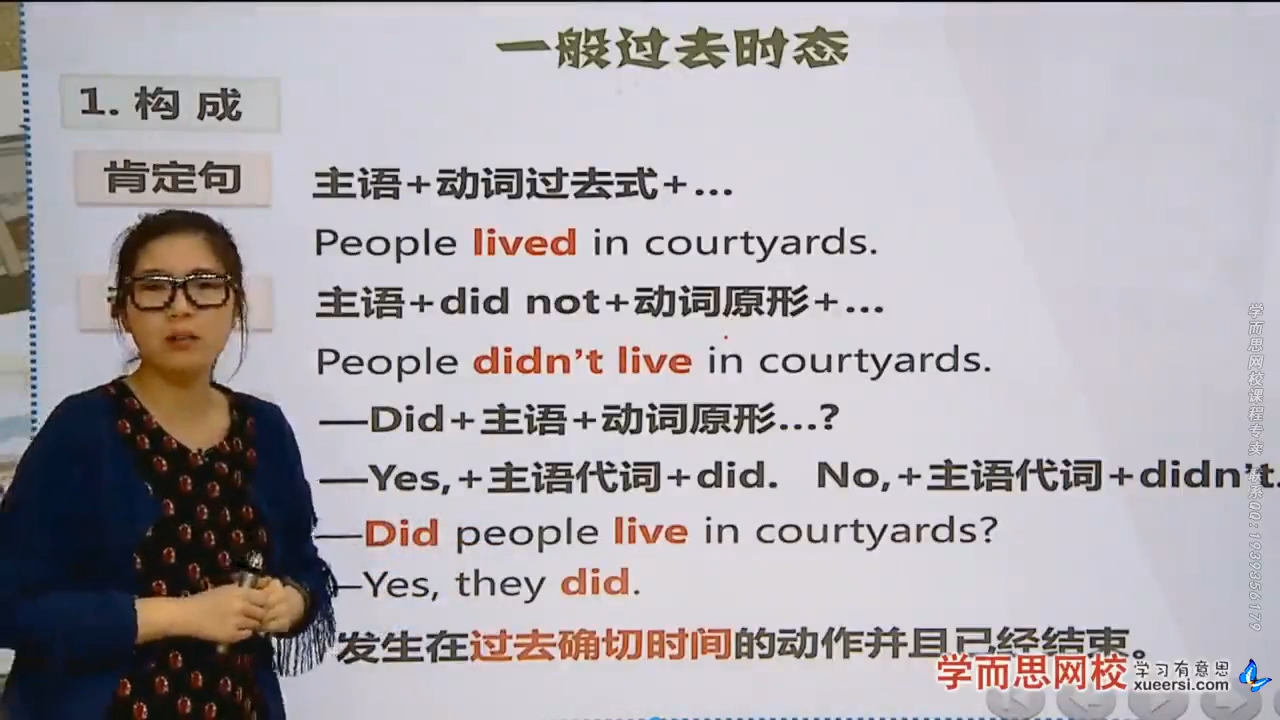 一般过去时态
1. 构 成
肯定句
主语+动词过去式+…
People lived in courtyards.
主语+did not+动词原形+…
People didn't live in courtyards.
—Did+主语+动词原形…?
—Yes,+主语代词+did. No,+主语代词+didn't.
—Did people live in courtyards?
—Yes, they did.
发生在过去确切时间的动作并且已经结束。
学而思网校 学习有意思
xueersi.com